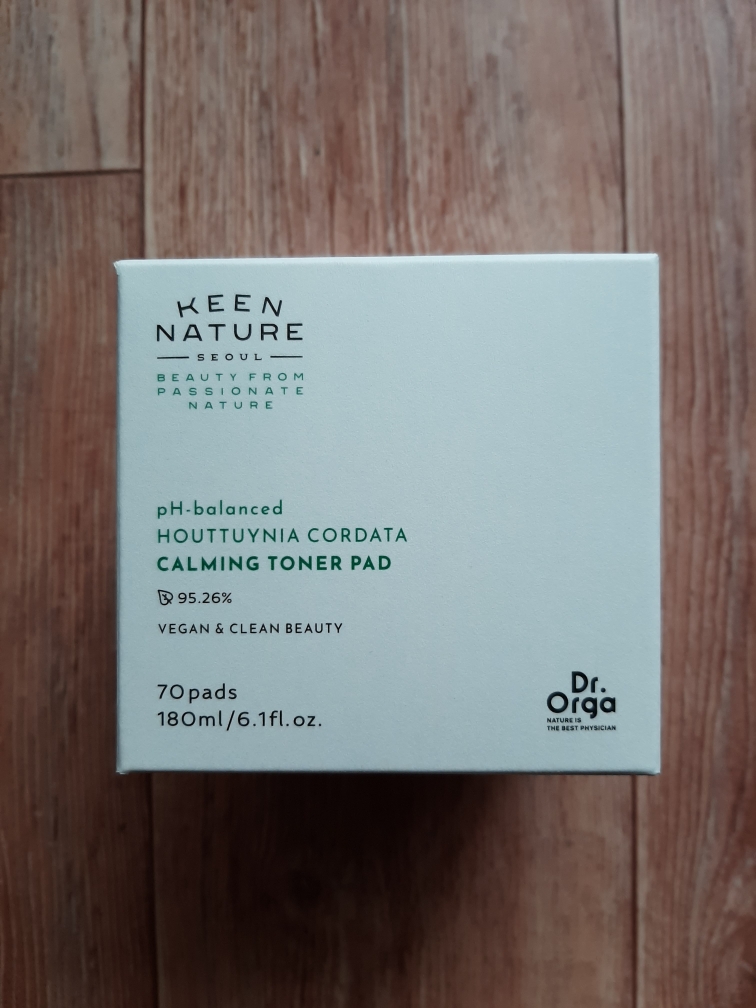 KEEN
NATURE
SEOUL
BEAUTY FROM
PASSIONATE
NATURE
pH-balanced
HOUTTUYNIA CORDATA
CALMING TONER PAD
95.26%
VEGAN & CLEAN BEAUTY
70pads
180ml/6.1fl.oz.
Dr.
Orga
NATURE IS
THE BEST PHYSICIAN